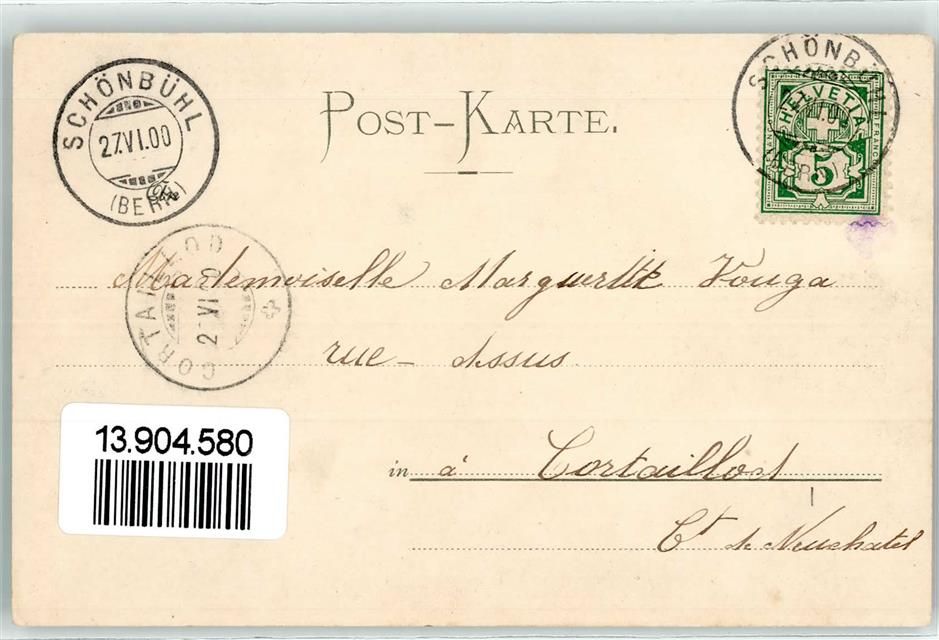 SCHÖNBÜHL
27.VI.00
(BERN)
POST-KARTE.
SCHÖNBÜHL
HELVETIA
5
CORTAILLOD
VI
Mademoiselle Marguerite Vouga
rue - dessus
13.904.580
in à Cortaillod
Ct de Neuchatel